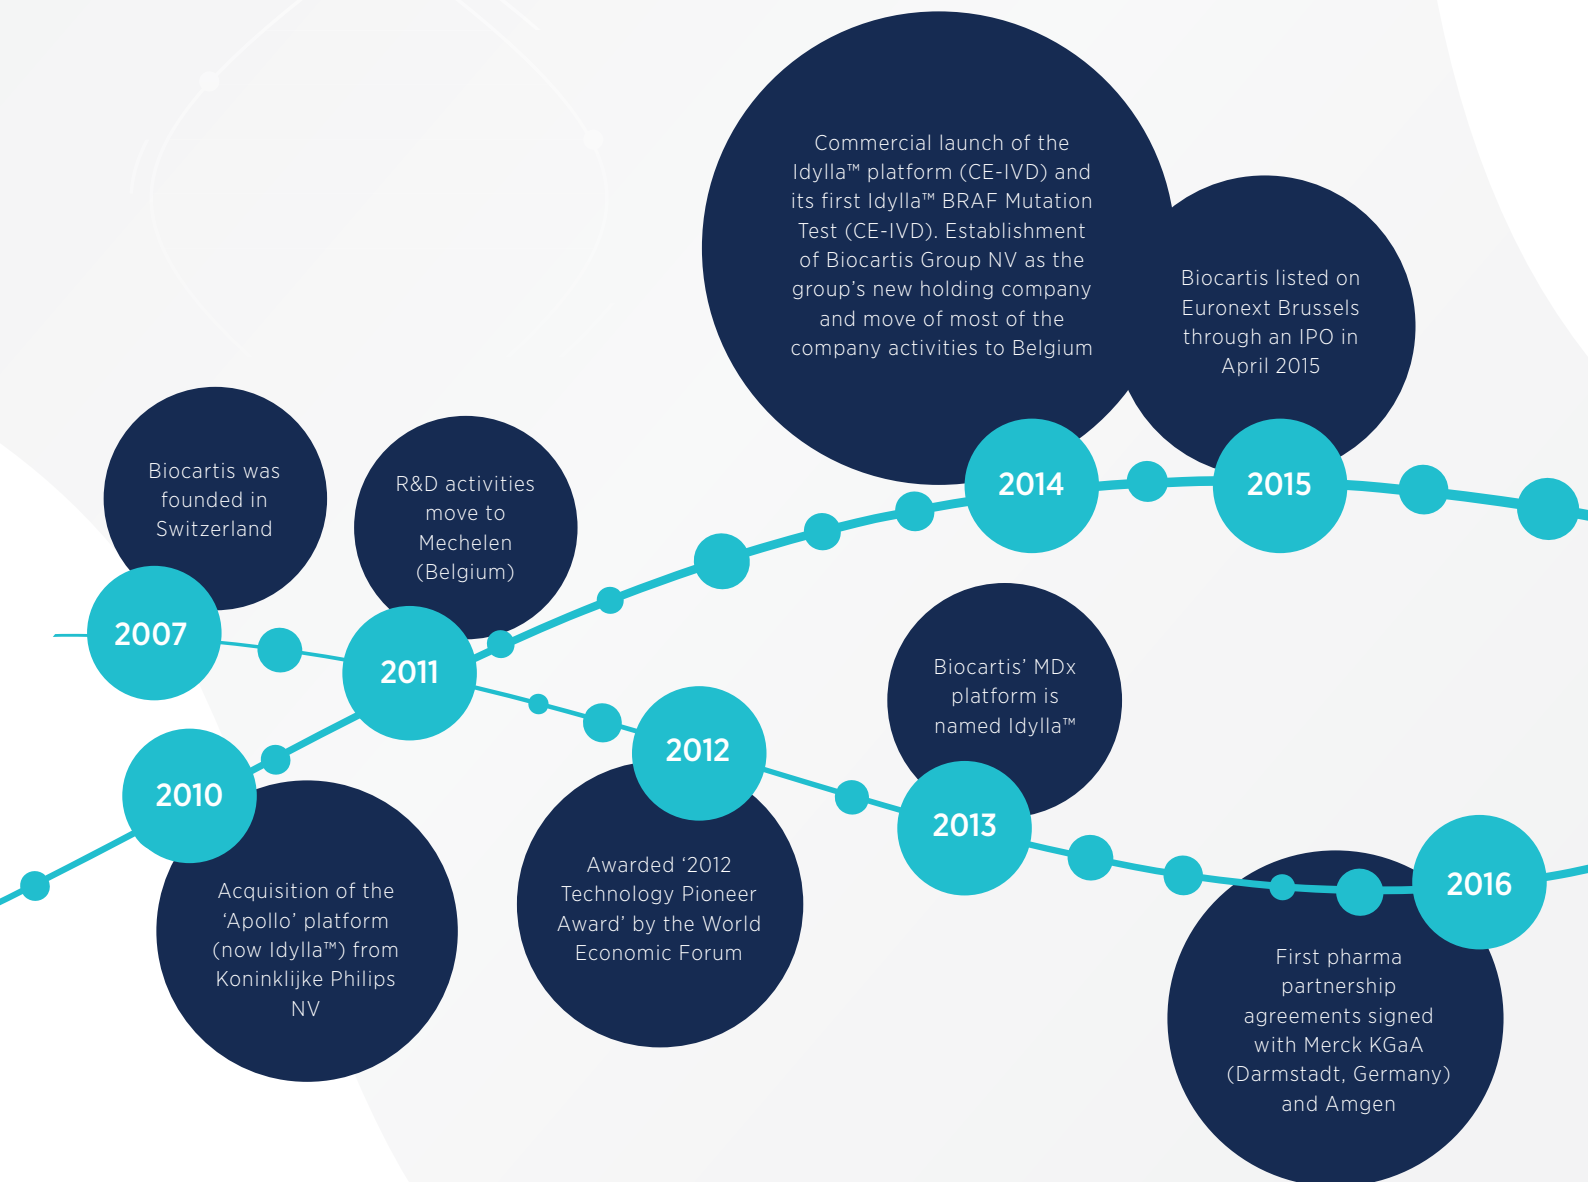 2007
Biocartis was
founded in
Switzerland
2010
Acquisition of the
‘Apollo’ platform
(now Idylla™) from
Koninklijke Philips
NV
2011
R&D activities
move to
Mechelen
(Belgium)
2012
Awarded ‘2012
Technology Pioneer
Award’ by the World
Economic Forum
2013
Biocartis’ MDx
platform is
named Idylla™
2014
Commercial launch of the
Idylla™ platform (CE-IVD) and
its first Idylla™ BRAF Mutation
Test (CE-IVD). Establishment
of Biocartis Group NV as the
group’s new holding company
and move of most of the
company activities to Belgium
2015
Biocartis listed on
Euronext Brussels
through an IPO in
April 2015
2016
First pharma
partnership
agreements signed
with Merck KGaA
(Darmstadt, Germany)
and Amgen